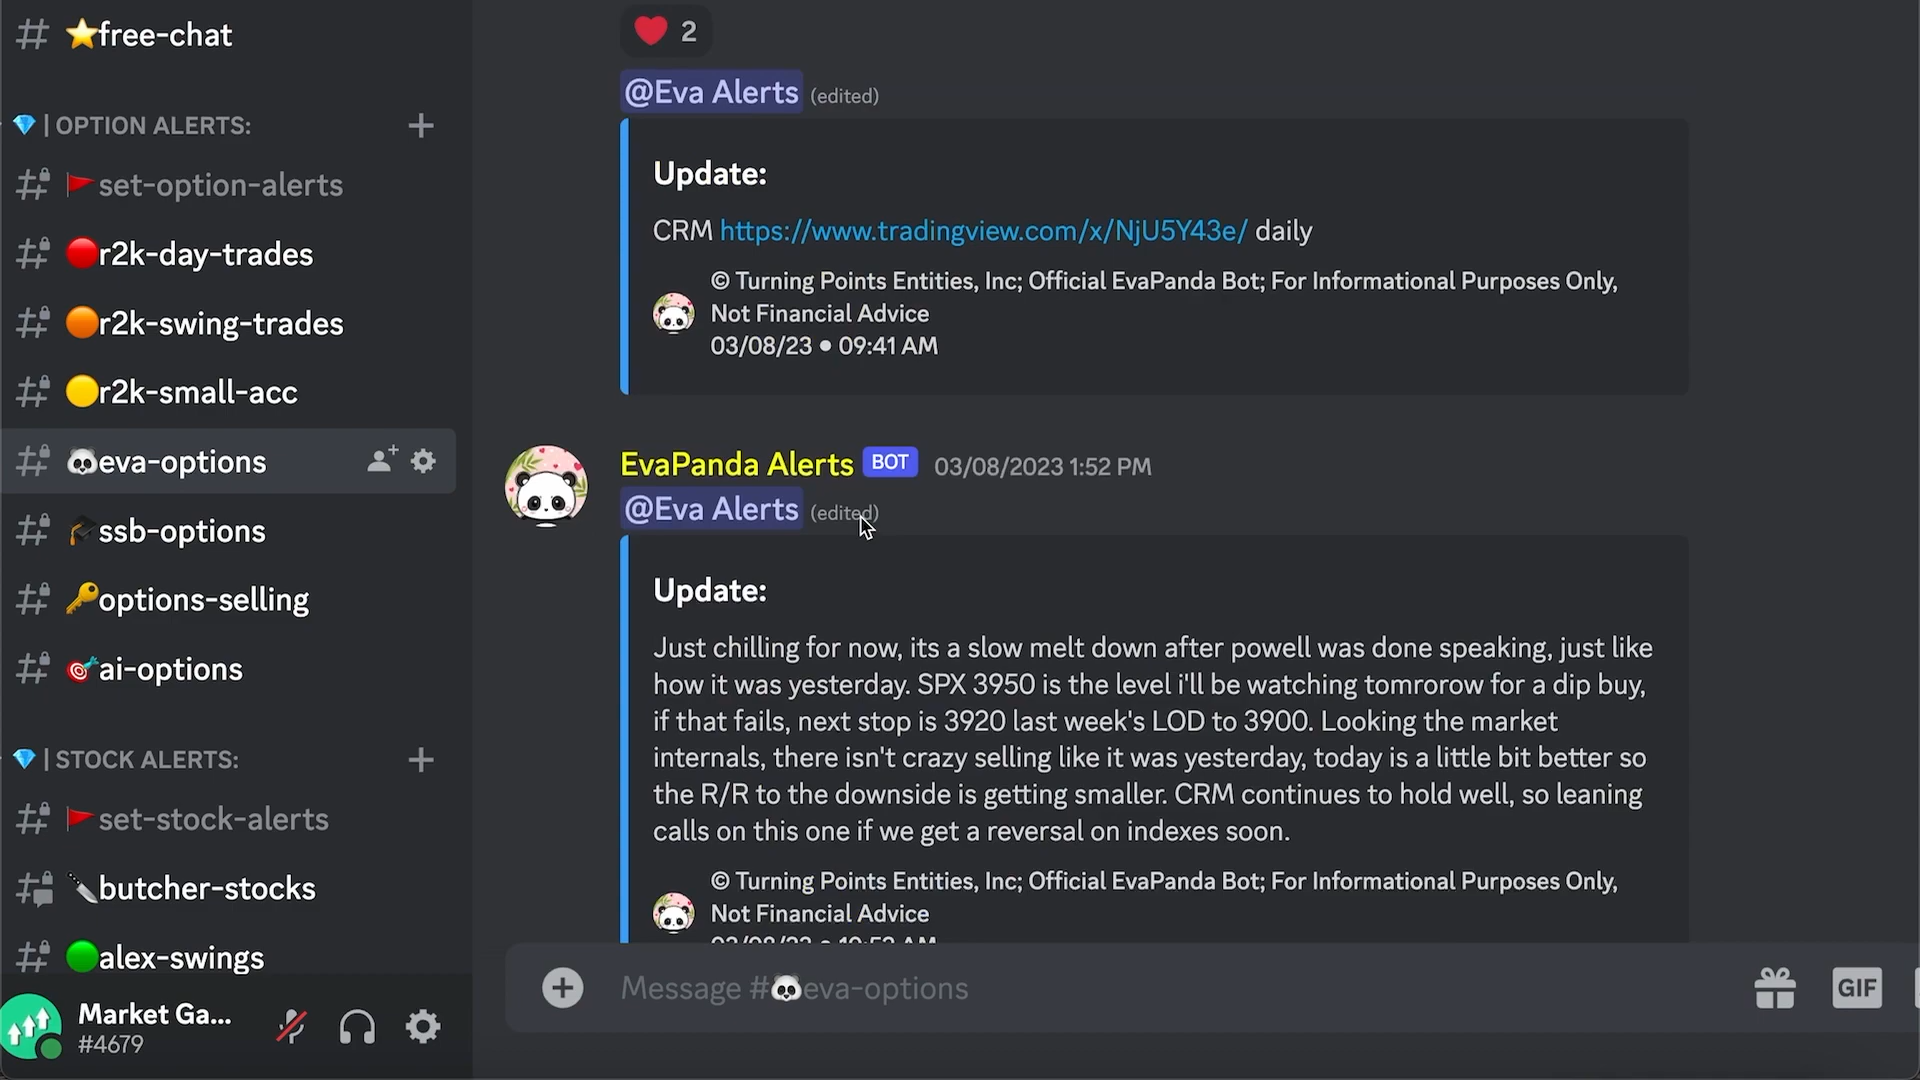 free-chat
| OPTION ALERTS:
set-option-alerts
r2k-day-trades
r2k-swing-trades
r2k-small-acc
eva-options
ssb-options
options-selling
ai-options
| STOCK ALERTS:
set-stock-alerts
butcher-stocks
alex-swings
Market Ga...
#4679
2
@Eva Alerts (edited)
Update:
CRM https://www.tradingview.com/x/NjU5Y43e/ daily
© Turning Points Entities, Inc; Official EvaPanda Bot; For Informational Purposes Only,
Not Financial Advice
03/08/23 • 09:41 AM
EvaPanda Alerts BOT 03/08/2023 1:52 PM
@Eva Alerts (edited)
Update:
Just chilling for now, its a slow melt down after powell was done speaking, just like
how it was yesterday. SPX 3950 is the level i'll be watching tomrorow for a dip buy,
if that fails, next stop is 3920 last week's LOD to 3900. Looking the market
internals, there isn't crazy selling like it was yesterday, today is a little bit better so
the R/R to the downside is getting smaller. CRM continues to hold well, so leaning
calls on this one if we get a reversal on indexes soon.
© Turning Points Entities, Inc; Official EvaPanda Bot; For Informational Purposes Only,
Not Financial Advice
03/08/23 • 10:52 AM
Message #eva-options
GIF